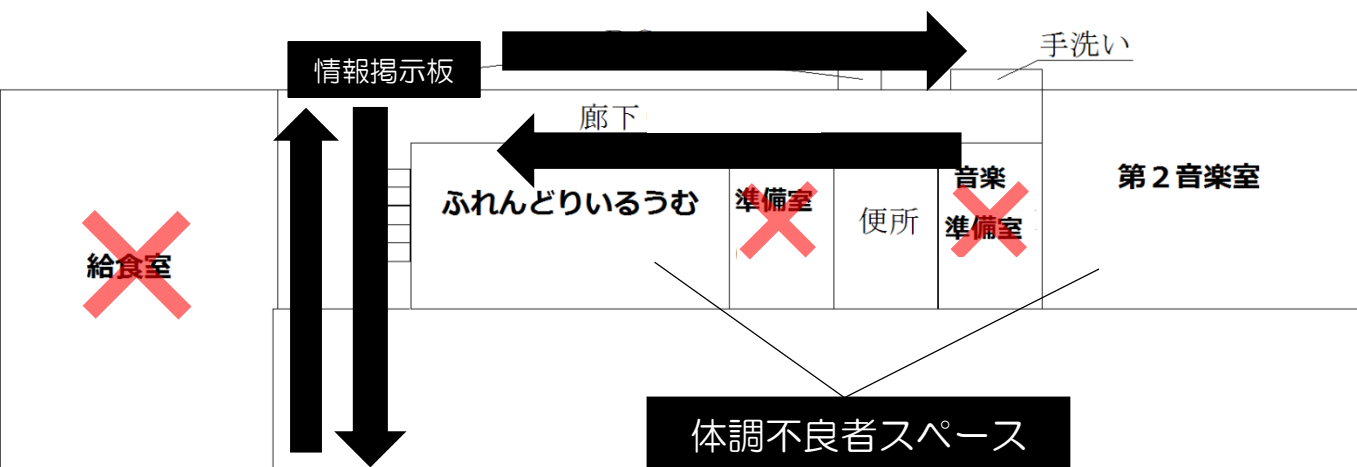 手洗い
情報掲示板
廊下
ふれんどりいるうむ
準備室
便所
音楽
準備室
第2音楽室
給食室
体調不良者スペース